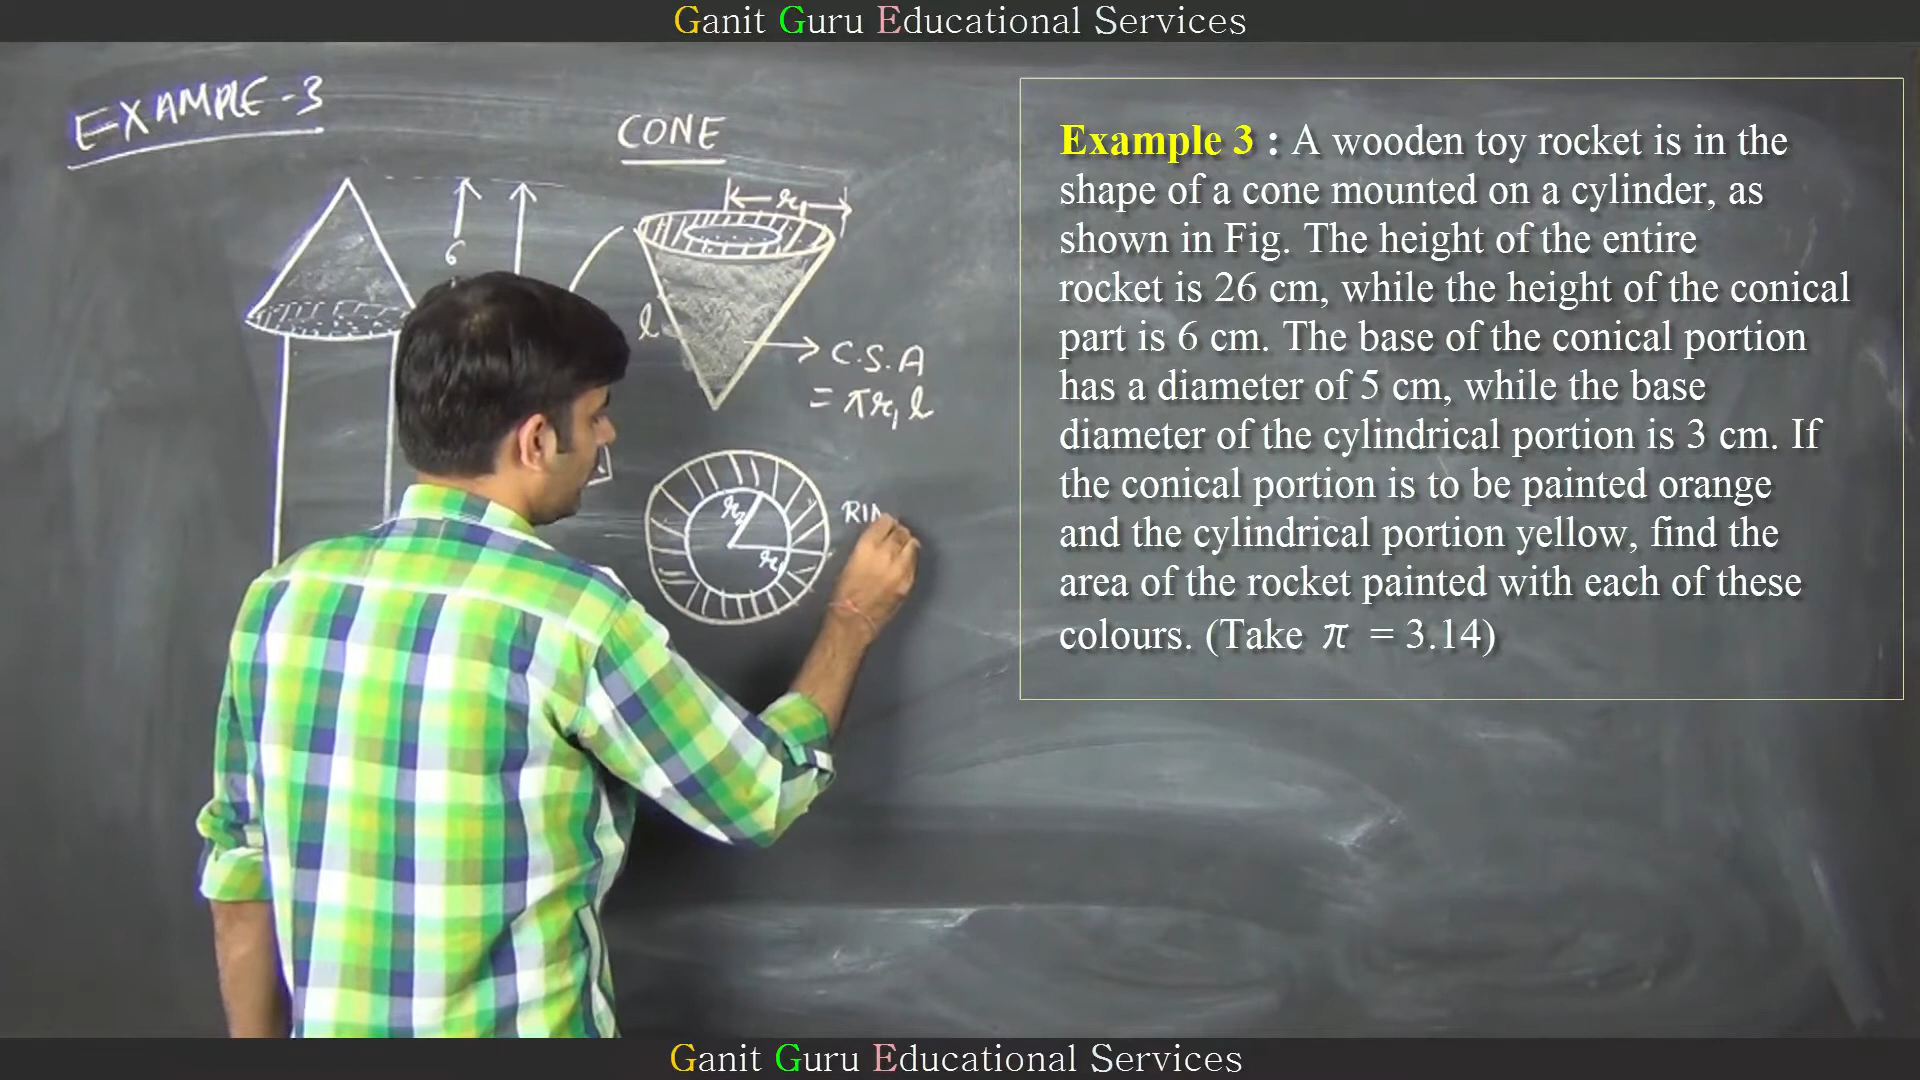 Ganit Guru Educational Services
EXAMPLE-3
CONE
r₁
6
l
C.S.A
= πr₁ l
r₂
r₁
RIN
Example 3 : A wooden toy rocket is in the
shape of a cone mounted on a cylinder, as
shown in Fig. The height of the entire
rocket is 26 cm, while the height of the conical
part is 6 cm. The base of the conical portion
has a diameter of 5 cm, while the base
diameter of the cylindrical portion is 3 cm. If
the conical portion is to be painted orange
and the cylindrical portion yellow, find the
area of the rocket painted with each of these
colours. (Take π = 3.14)
Ganit Guru Educational Services